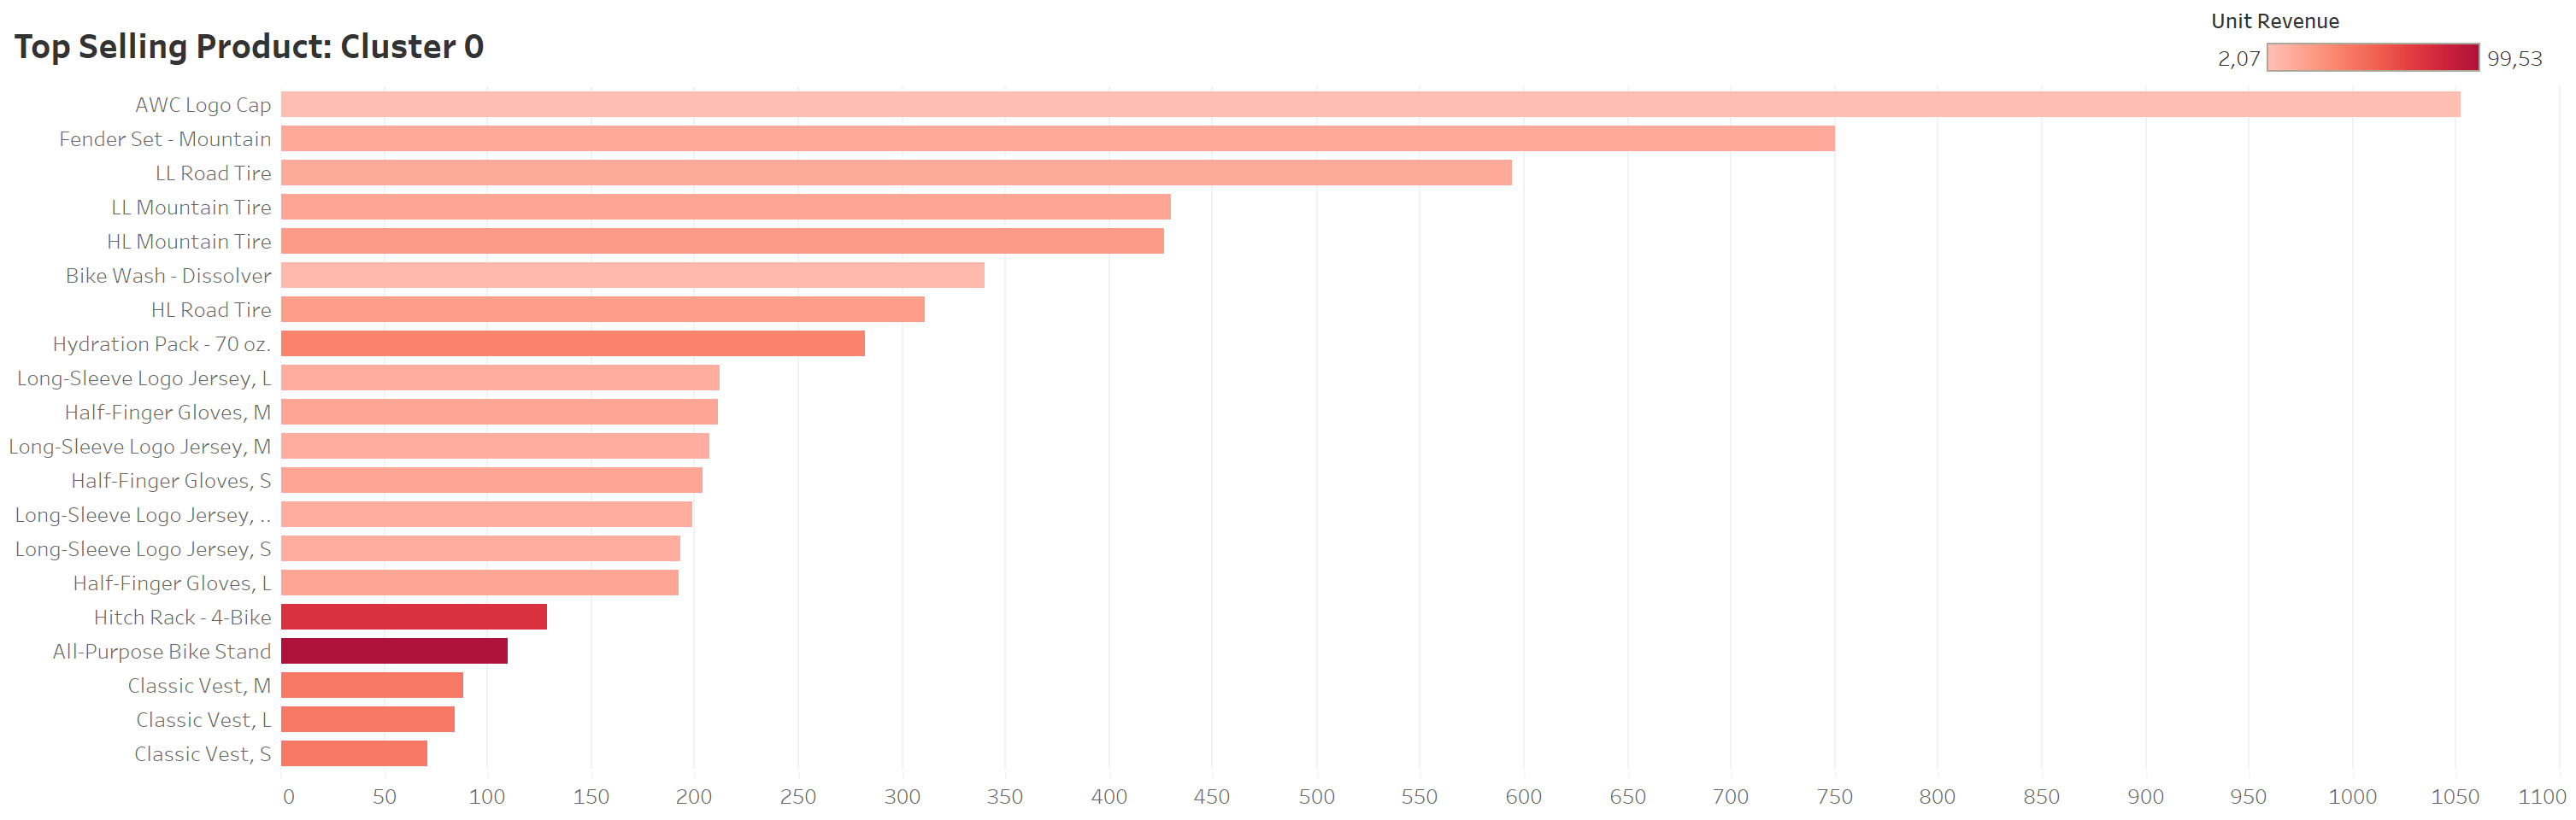 Unit Revenue
Top Selling Product: Cluster 0
2,07 99,53
AWC Logo Cap
Fender Set - Mountain
LL Road Tire
LL Mountain Tire
HL Mountain Tire
Bike Wash - Dissolver
HL Road Tire
Hydration Pack - 70 oz.
Long-Sleeve Logo Jersey, L
Half-Finger Gloves, M
Long-Sleeve Logo Jersey, M
Half-Finger Gloves, S
Long-Sleeve Logo Jersey, ..
Long-Sleeve Logo Jersey, S
Half-Finger Gloves, L
Hitch Rack - 4-Bike
All-Purpose Bike Stand
Classic Vest, M
Classic Vest, L
Classic Vest, S
0 50 100 150 200 250 300 350 400 450 500 550 600 650 700 750 800 850 900 950 1000 1050 1100